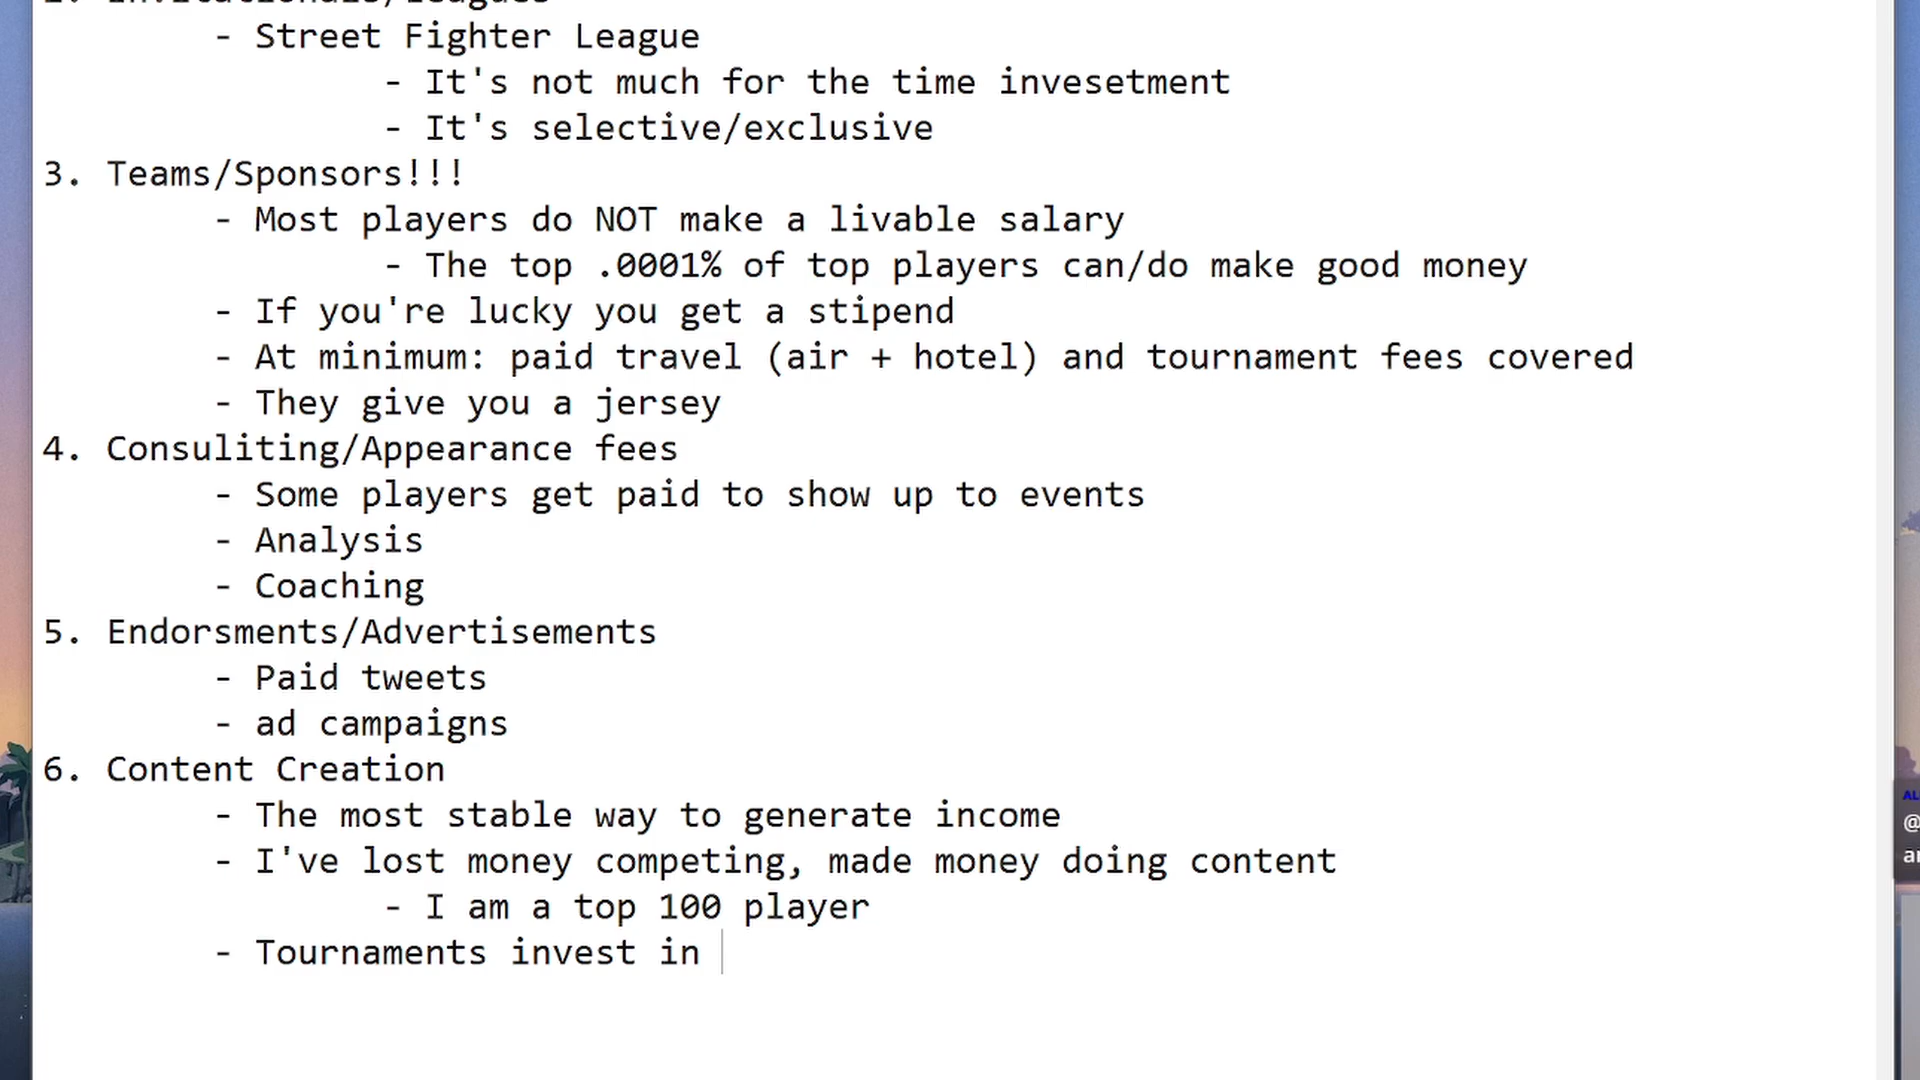 2. Invitationals/Leagues
- Street Fighter League
- It's not much for the time invesetment
- It's selective/exclusive
3. Teams/Sponsors!!!
- Most players do NOT make a livable salary
- The top .0001% of top players can/do make good money
- If you're lucky you get a stipend
- At minimum: paid travel (air + hotel) and tournament fees covered
- They give you a jersey
4. Consuliting/Appearance fees
- Some players get paid to show up to events
- Analysis
- Coaching
5. Endorsments/Advertisements
- Paid tweets
- ad campaigns
6. Content Creation
- The most stable way to generate income
- I've lost money competing, made money doing content
- I am a top 100 player
- Tournaments invest in